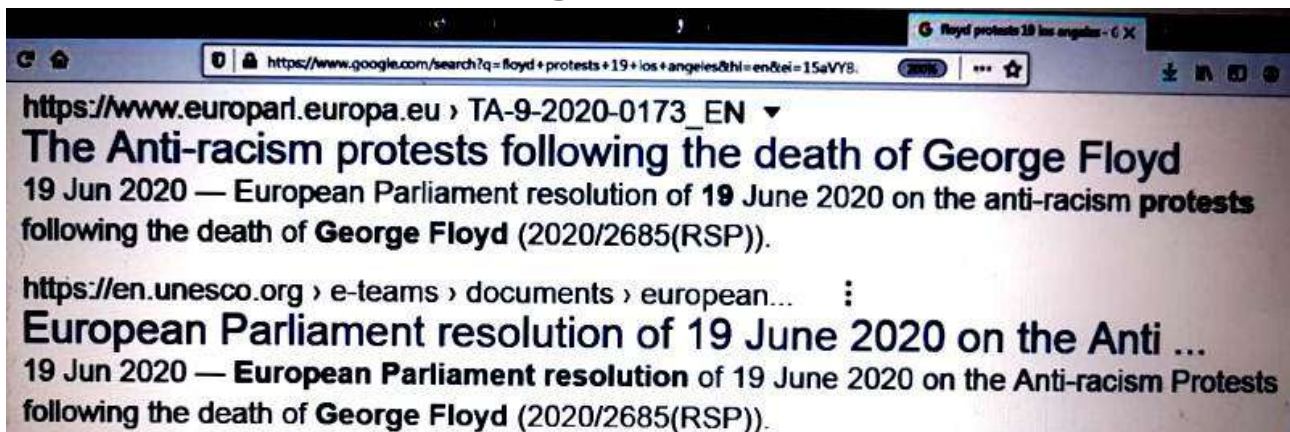 floyd protests 19 los angeles - G
https://www.google.com/search?q=floyd+protests+19+los+angeles&hl=en&ei=15aVY8.
200%
https://www.europarl.europa.eu › TA-9-2020-0173_EN
The Anti-racism protests following the death of George Floyd
19 Jun 2020 — European Parliament resolution of 19 June 2020 on the anti-racism protests
following the death of George Floyd (2020/2685(RSP)).
https://en.unesco.org › e-teams › documents › european...
European Parliament resolution of 19 June 2020 on the Anti ...
19 Jun 2020 — European Parliament resolution of 19 June 2020 on the Anti-racism Protests
following the death of George Floyd (2020/2685(RSP)).